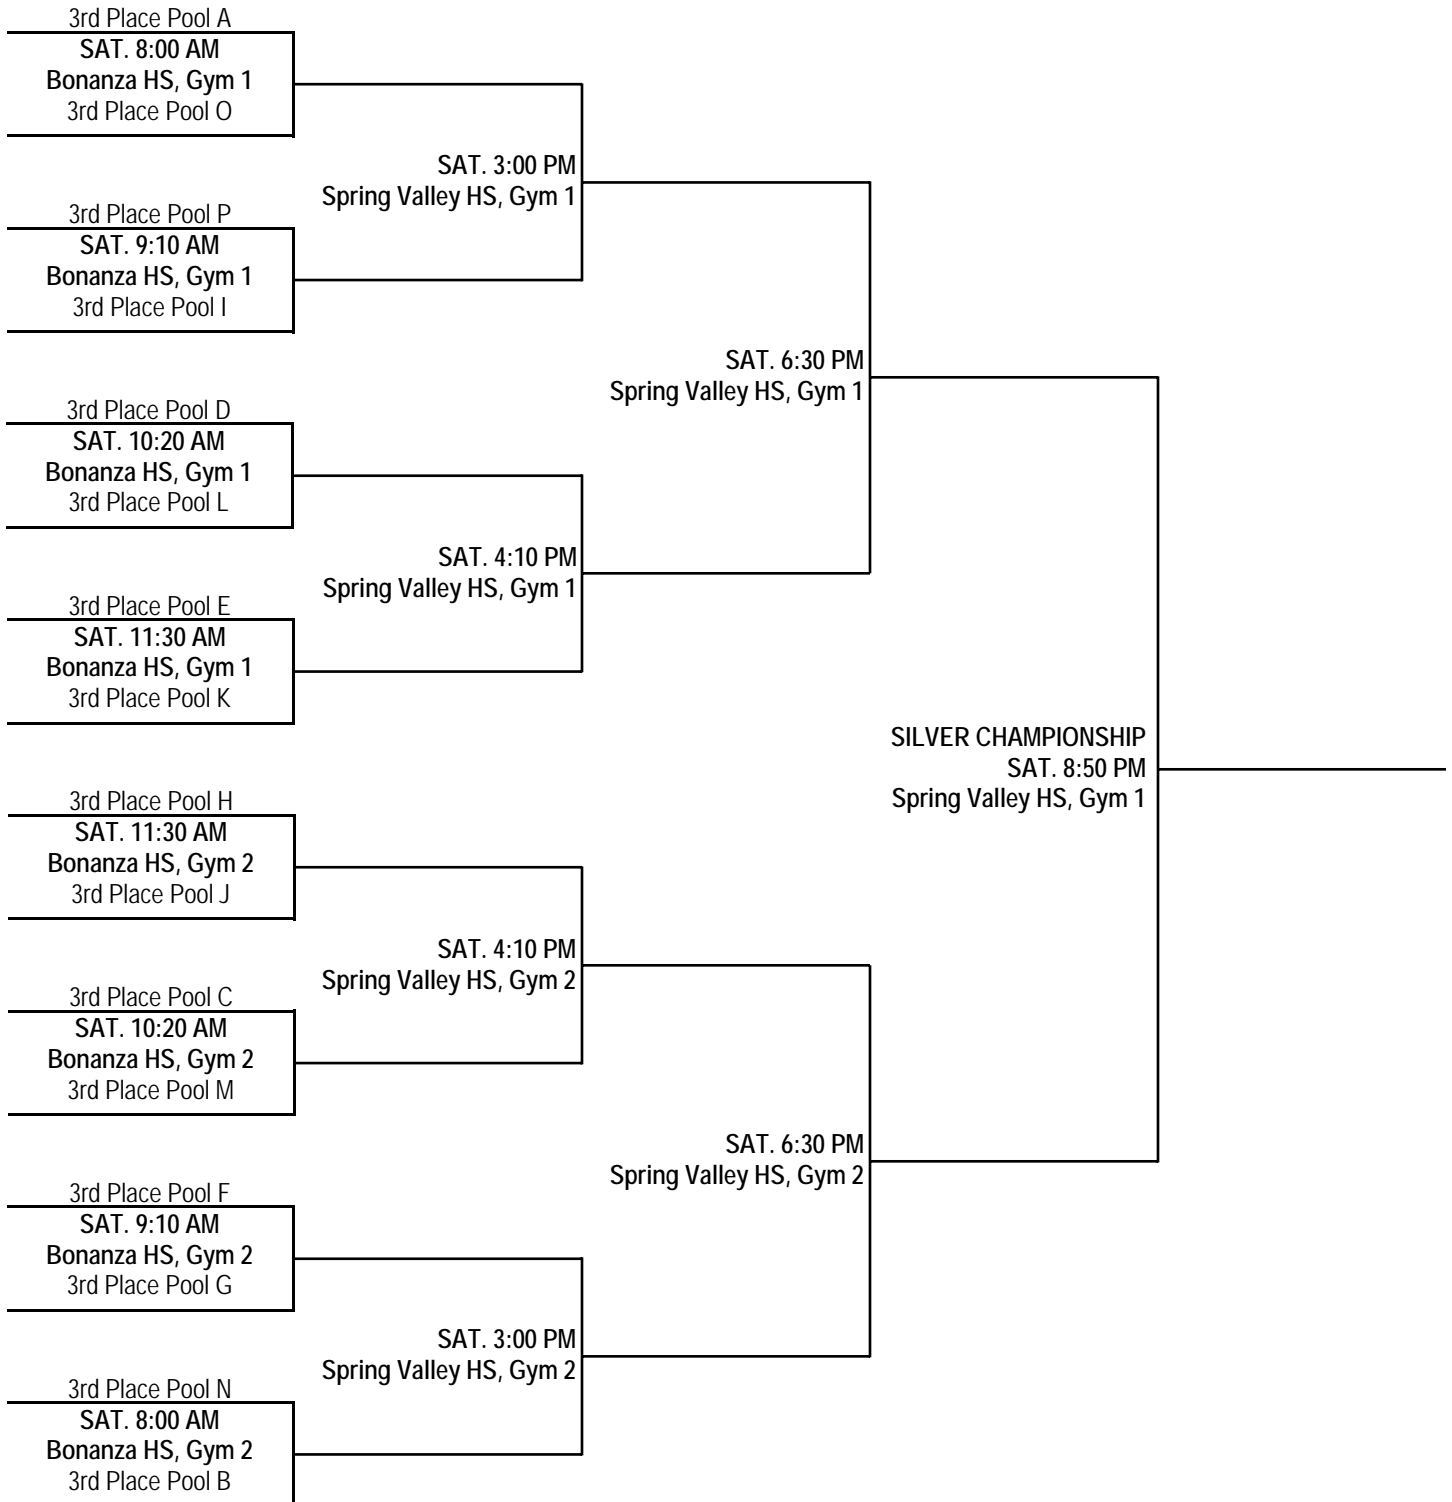 3rd Place Pool A
SAT. 8:00 AM
Bonanza HS, Gym 1
3rd Place Pool O
SAT. 3:00 PM
Spring Valley HS, Gym 1
3rd Place Pool P
SAT. 9:10 AM
Bonanza HS, Gym 1
3rd Place Pool I
SAT. 6:30 PM
Spring Valley HS, Gym 1
3rd Place Pool D
SAT. 10:20 AM
Bonanza HS, Gym 1
3rd Place Pool L
SAT. 4:10 PM
Spring Valley HS, Gym 1
3rd Place Pool E
SAT. 11:30 AM
Bonanza HS, Gym 1
3rd Place Pool K
SILVER CHAMPIONSHIP
SAT. 8:50 PM
Spring Valley HS, Gym 1
3rd Place Pool H
SAT. 11:30 AM
Bonanza HS, Gym 2
3rd Place Pool J
SAT. 4:10 PM
Spring Valley HS, Gym 2
3rd Place Pool C
SAT. 10:20 AM
Bonanza HS, Gym 2
3rd Place Pool M
SAT. 6:30 PM
Spring Valley HS, Gym 2
3rd Place Pool F
SAT. 9:10 AM
Bonanza HS, Gym 2
3rd Place Pool G
SAT. 3:00 PM
Spring Valley HS, Gym 2
3rd Place Pool N
SAT. 8:00 AM
Bonanza HS, Gym 2
3rd Place Pool B